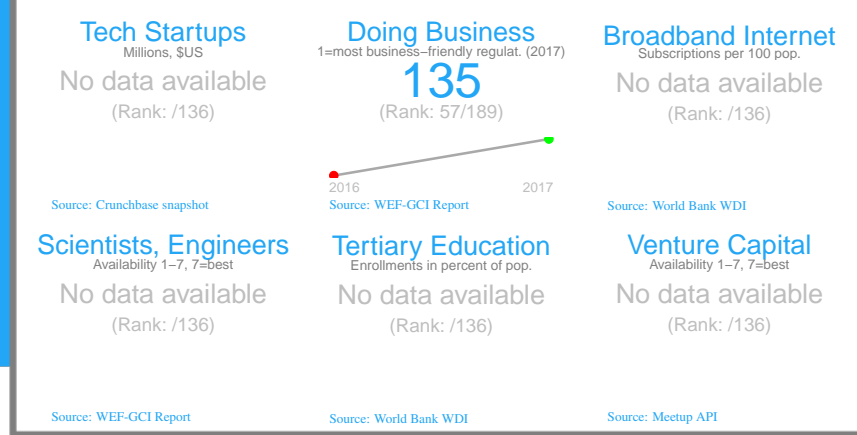 Tech Startups
Millions, $US
No data available
(Rank: /136)
Source: Crunchbase snapshot
Doing Business
1=most business−friendly regulat. (2017)
135
(Rank: 57/189)
2016 2017
Source: WEF-GCI Report
Broadband Internet
Subscriptions per 100 pop.
No data available
(Rank: /136)
Source: World Bank WDI
Scientists, Engineers
Availability 1−7, 7=best
No data available
(Rank: /136)
Source: WEF-GCI Report
Tertiary Education
Enrollments in percent of pop.
No data available
(Rank: /136)
Source: World Bank WDI
Venture Capital
Availability 1−7, 7=best
No data available
(Rank: /136)
Source: Meetup API